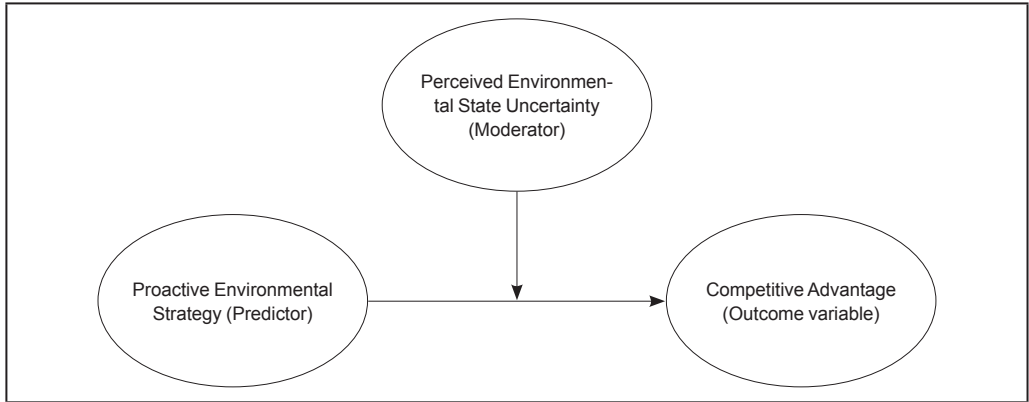 Perceived Environmen-
tal State Uncertainty
(Moderator)
Proactive Environmental
Strategy (Predictor)
Competitive Advantage
(Outcome variable)